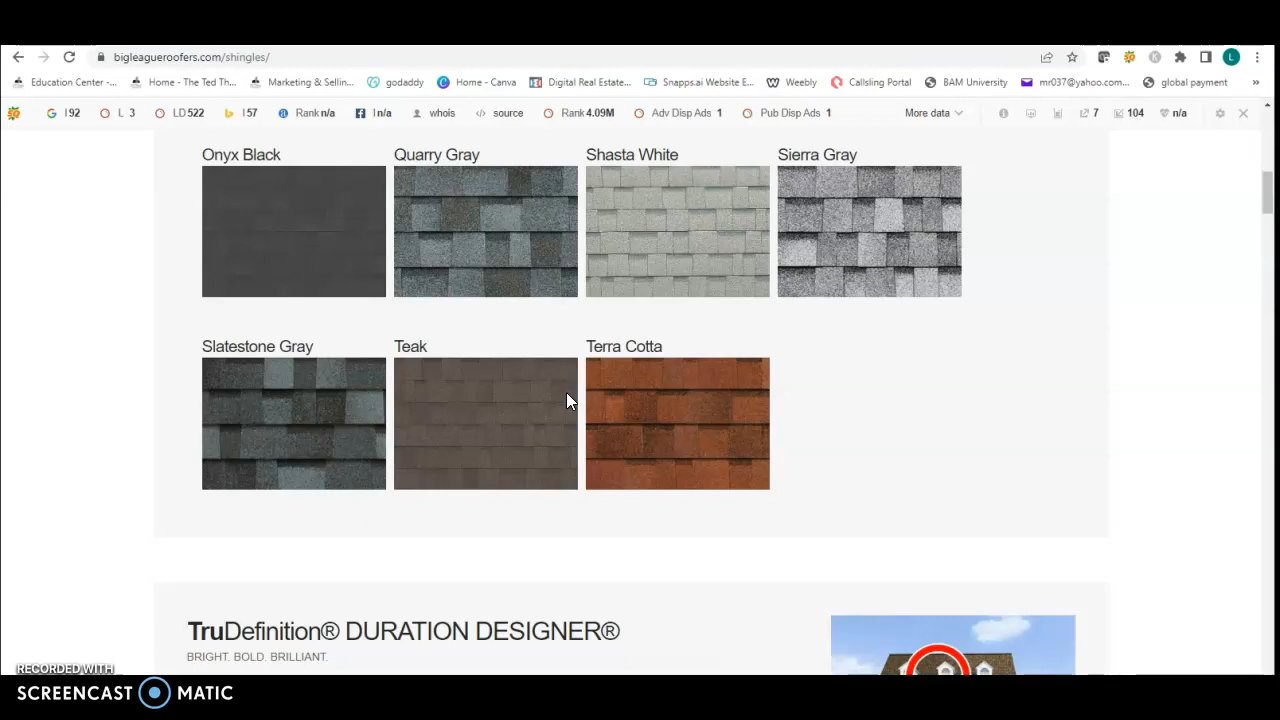 bigleagueroofers.com/shingles/
L
Education Center -...
Home - The Ted Th...
Marketing & Sellin...
godaddy
Home - Canva
Digital Real Estate...
Snapps.ai Website E...
Weebly
Callsling Portal
BAM University
mr037@yahoo.com...
global payment
»
G I 92
L 3
LD 522
I 57
Rank n/a
I n/a
whois
source
Rank 4.09M
Adv Disp Ads 1
Pub Disp Ads 1
More data
7
104
n/a
Onyx Black
Quarry Gray
Shasta White
Sierra Gray
Slatestone Gray
Teak
Terra Cotta
TruDefinition® DURATION DESIGNER®
BRIGHT. BOLD. BRILLIANT.
RECORDED WITH
SCREENCAST MATIC